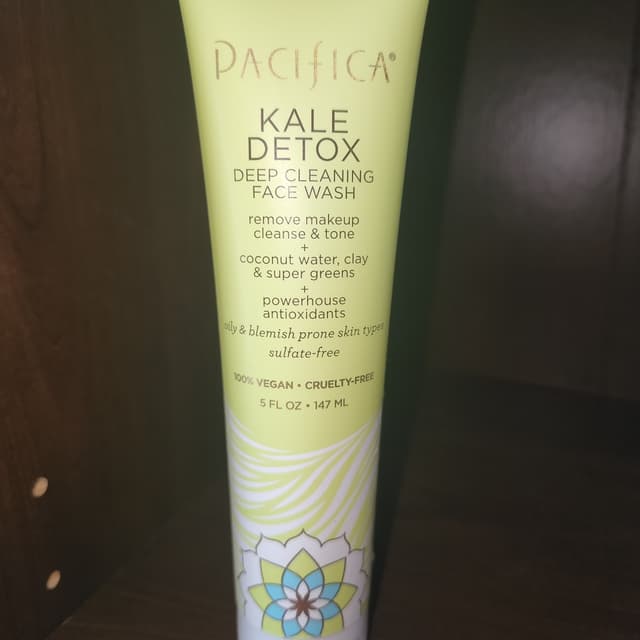 PACIFICA®
KALE
DETOX
DEEP CLEANING
FACE WASH
remove makeup
cleanse & tone
+
coconut water, clay
& super greens
+
powerhouse
antioxidants
oily & blemish prone skin types
sulfate-free
100% VEGAN • CRUELTY-FREE
5 FL OZ • 147 ML